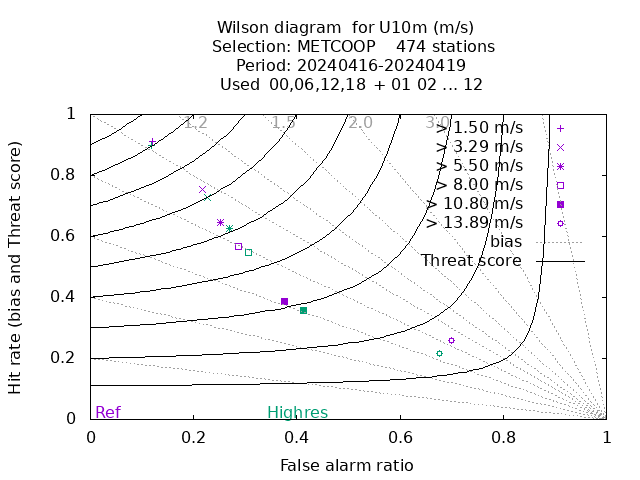 Wilson diagram  for U10m (m/s)
Selection: METCOOP    474 stations
Period: 20240416-20240419
Used  00,06,12,18  + 01 02 ... 12
Hit rate (bias and Threat score)
1
0.8
0.6
0.4
0.2
0
1.2
1.5
2.0
3.0
> 1.50 m/s
> 3.29 m/s
> 5.50 m/s
> 8.00 m/s
> 10.80 m/s
> 13.89 m/s
bias
Threat score
Ref
Highres
0
0.2
0.4
0.6
0.8
1
False alarm ratio